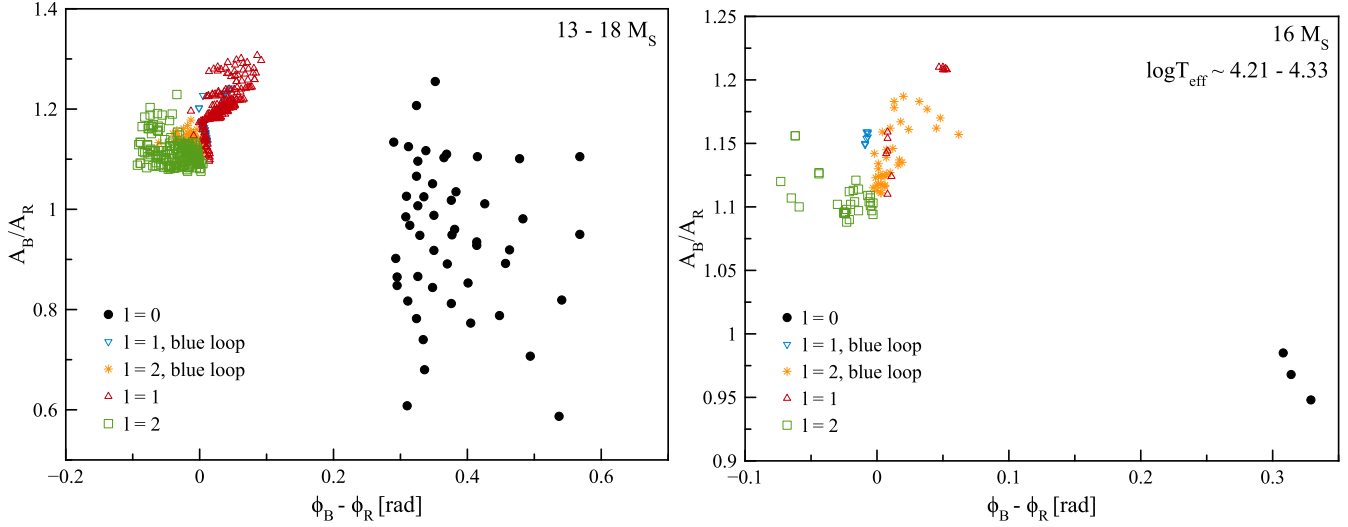 1.4
1.2
1
0.8
0.6
A_B/A_R
13 - 18 M_S
l = 0
l = 1, blue loop
l = 2, blue loop
l = 1
l = 2
−0.2
0
0.2
0.4
0.6
ϕ_B - ϕ_R [rad]
1.25
1.2
1.15
1.1
1.05
1
0.95
0.9
A_B/A_R
16 M_S
logT_eff ~ 4.21 - 4.33
l = 0
l = 1, blue loop
l = 2, blue loop
l = 1
l = 2
−0.1
0
0.1
0.2
0.3
ϕ_B - ϕ_R [rad]